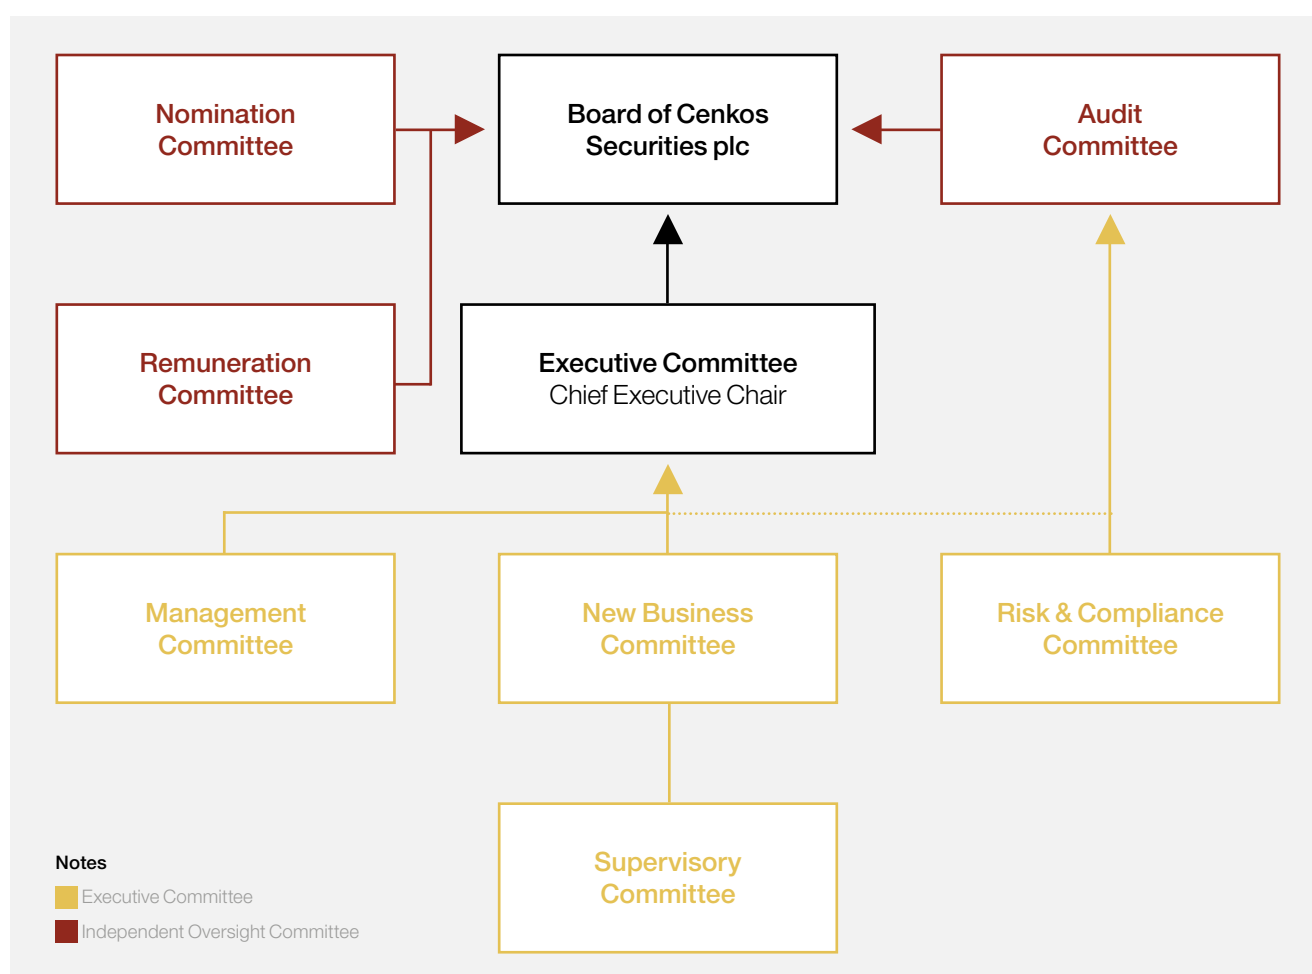 Nomination
Committee
Board of Cenkos
Securities plc
Audit
Committee
Remuneration
Committee
Executive Committee
Chief Executive Chair
Management
Committee
New Business
Committee
Risk & Compliance
Committee
Supervisory
Committee
Notes
Executive Committee
Independent Oversight Committee